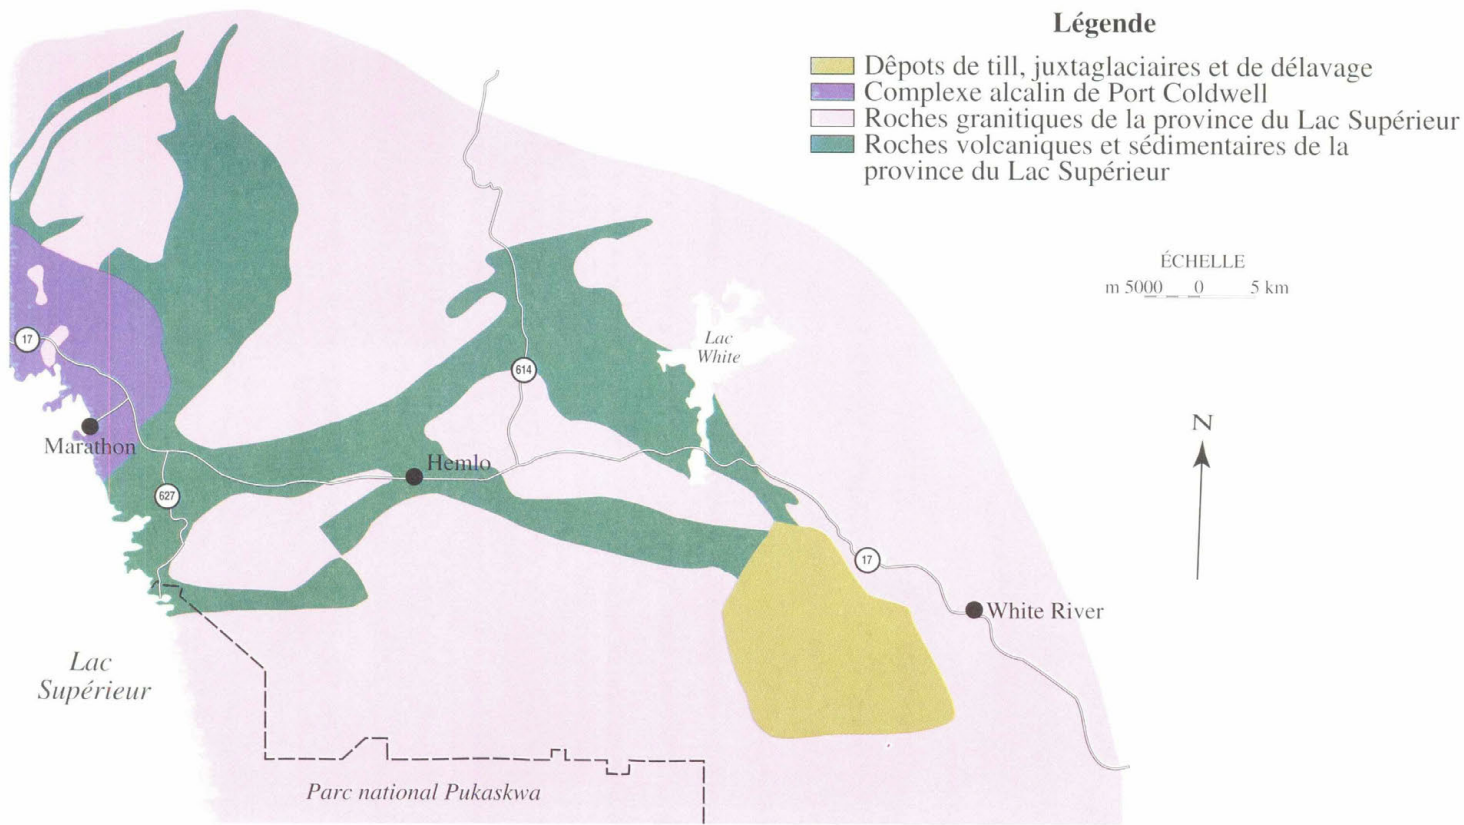 Légende
Dêpots de till, juxtaglaciaires et de délavage
Complexe alcalin de Port Coldwell
Roches granitiques de la province du Lac Supérieur
Roches volcaniques et sédimentaires de la
province du Lac Supérieur
ÉCHELLE
m 5000 0 5 km
Lac
White
17
614
N
Marathon
Hemlo
627
17
White River
Lac
Supérieur
Parc national Pukaskwa